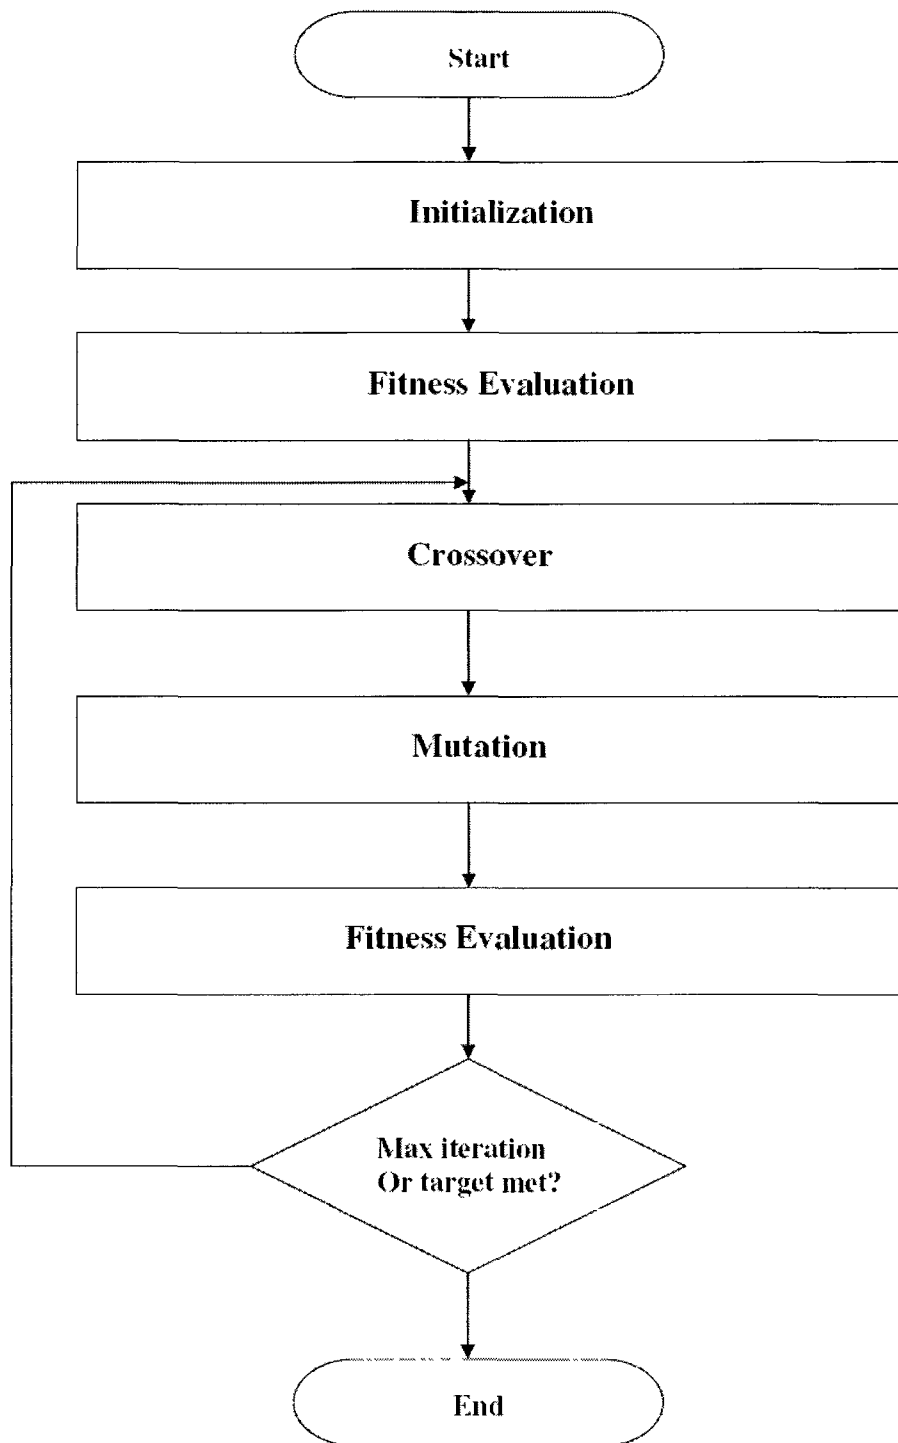 Start
Initialization
Fitness Evaluation
Crossover
Mutation
Fitness Evaluation
Max iteration
Or target met?
End